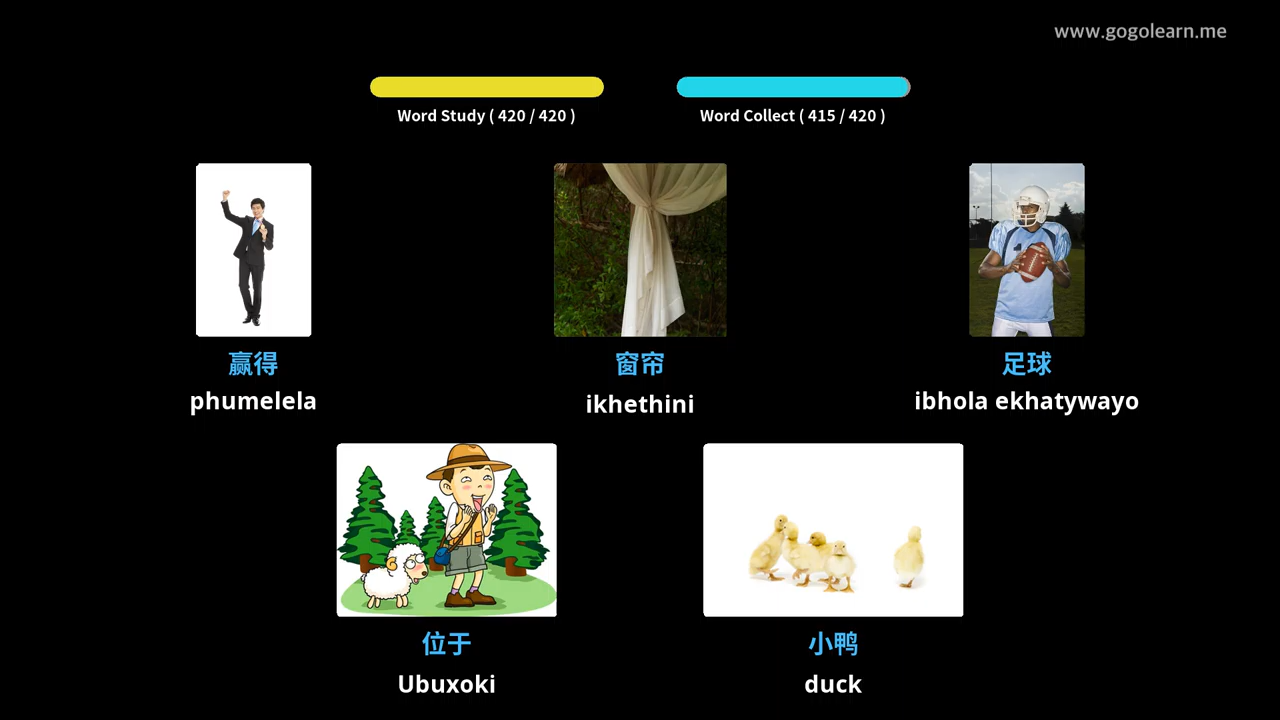 www.gogolearn.me
Word Study ( 420 / 420 )
Word Collect ( 415 / 420 )
赢得
phumelela
窗帘
ikhethini
足球
ibhola ekhatywayo
位于
Ubuxoki
小鸭
duck